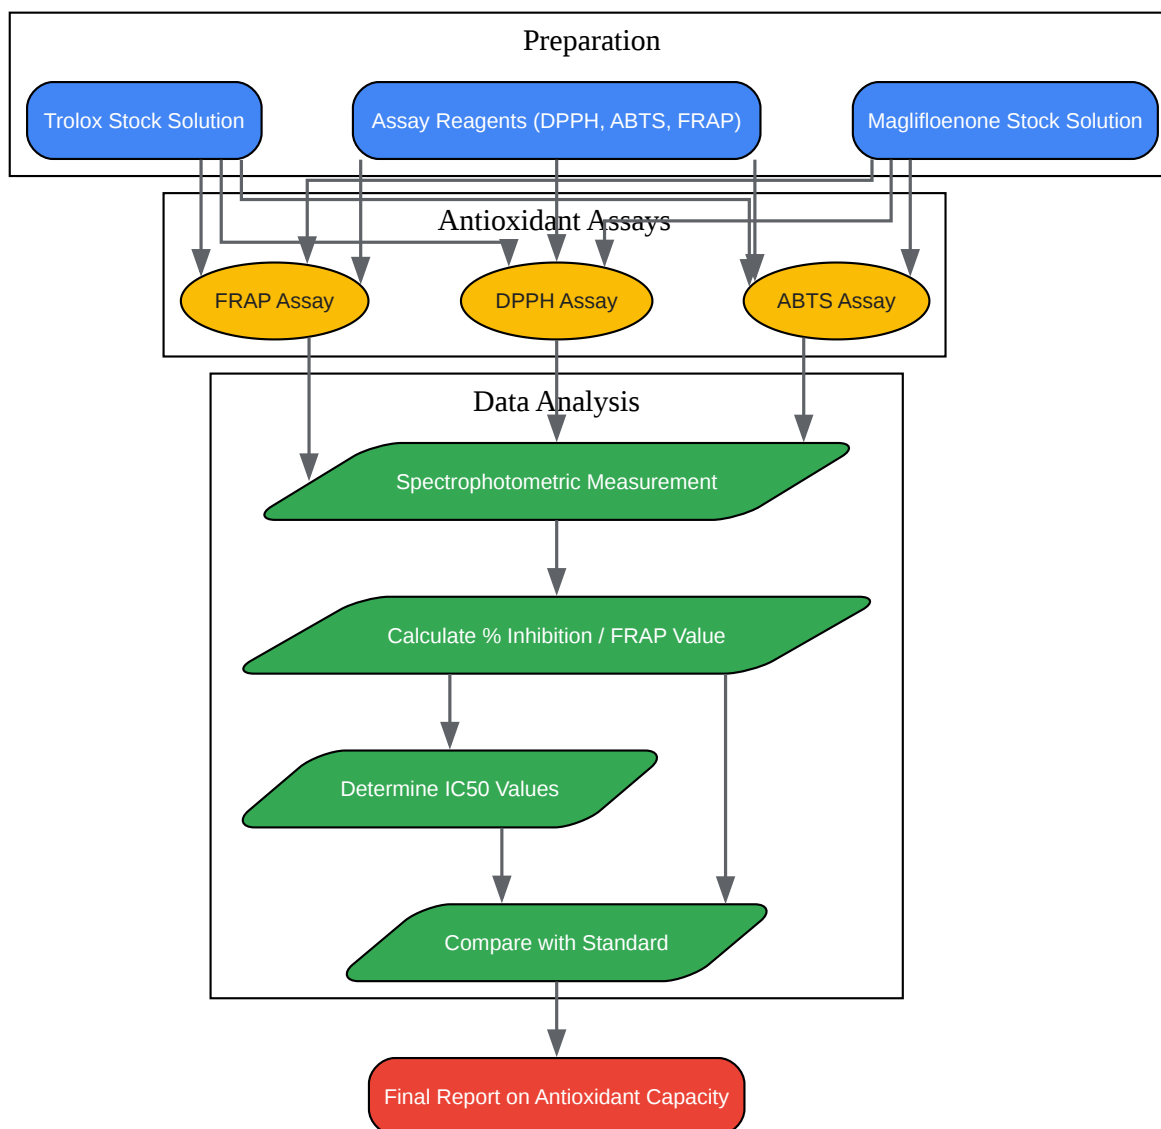 Preparation
Trolox Stock Solution
Assay Reagents (DPPH, ABTS, FRAP)
Maglifloenone Stock Solution
Antioxidant Assays
FRAP Assay
DPPH Assay
ABTS Assay
Data Analysis
Spectrophotometric Measurement
Calculate % Inhibition / FRAP Value
Determine IC50 Values
Compare with Standard
Final Report on Antioxidant Capacity